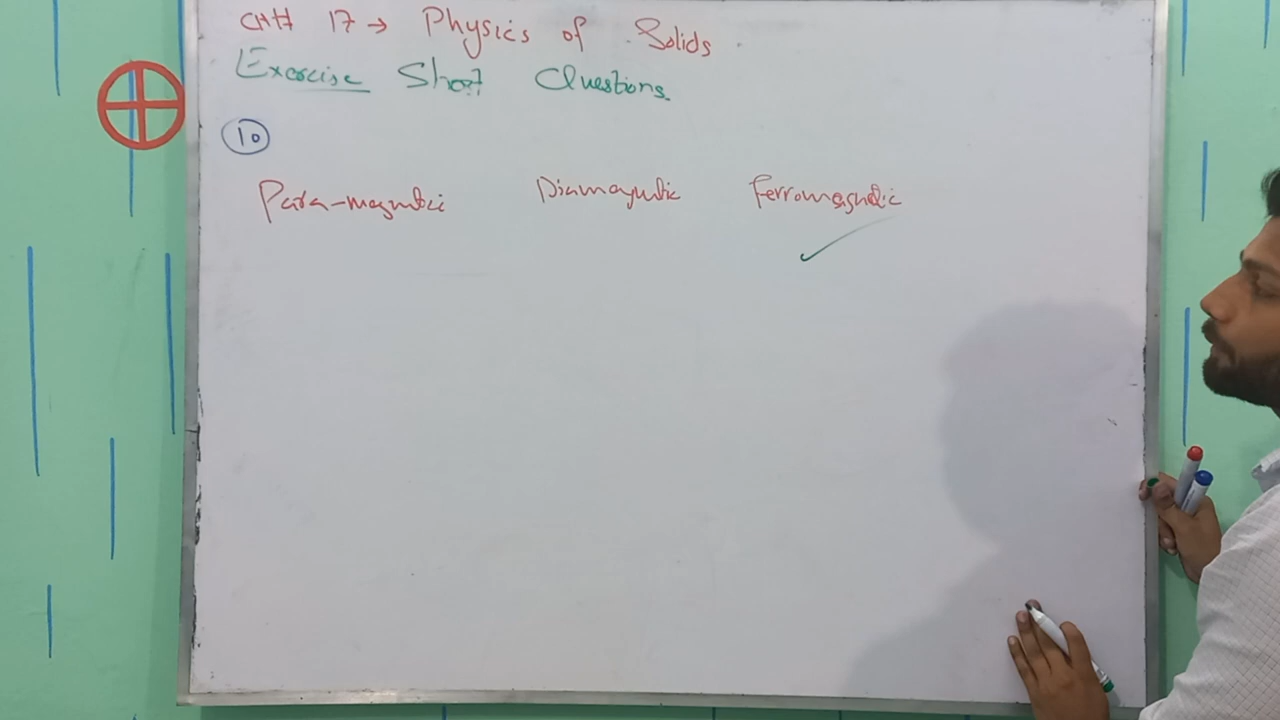 CH# 17 → Physics of Solids
Exercise Short Questions.
10
Para-magnetic Diamagnetic Ferromagnetic